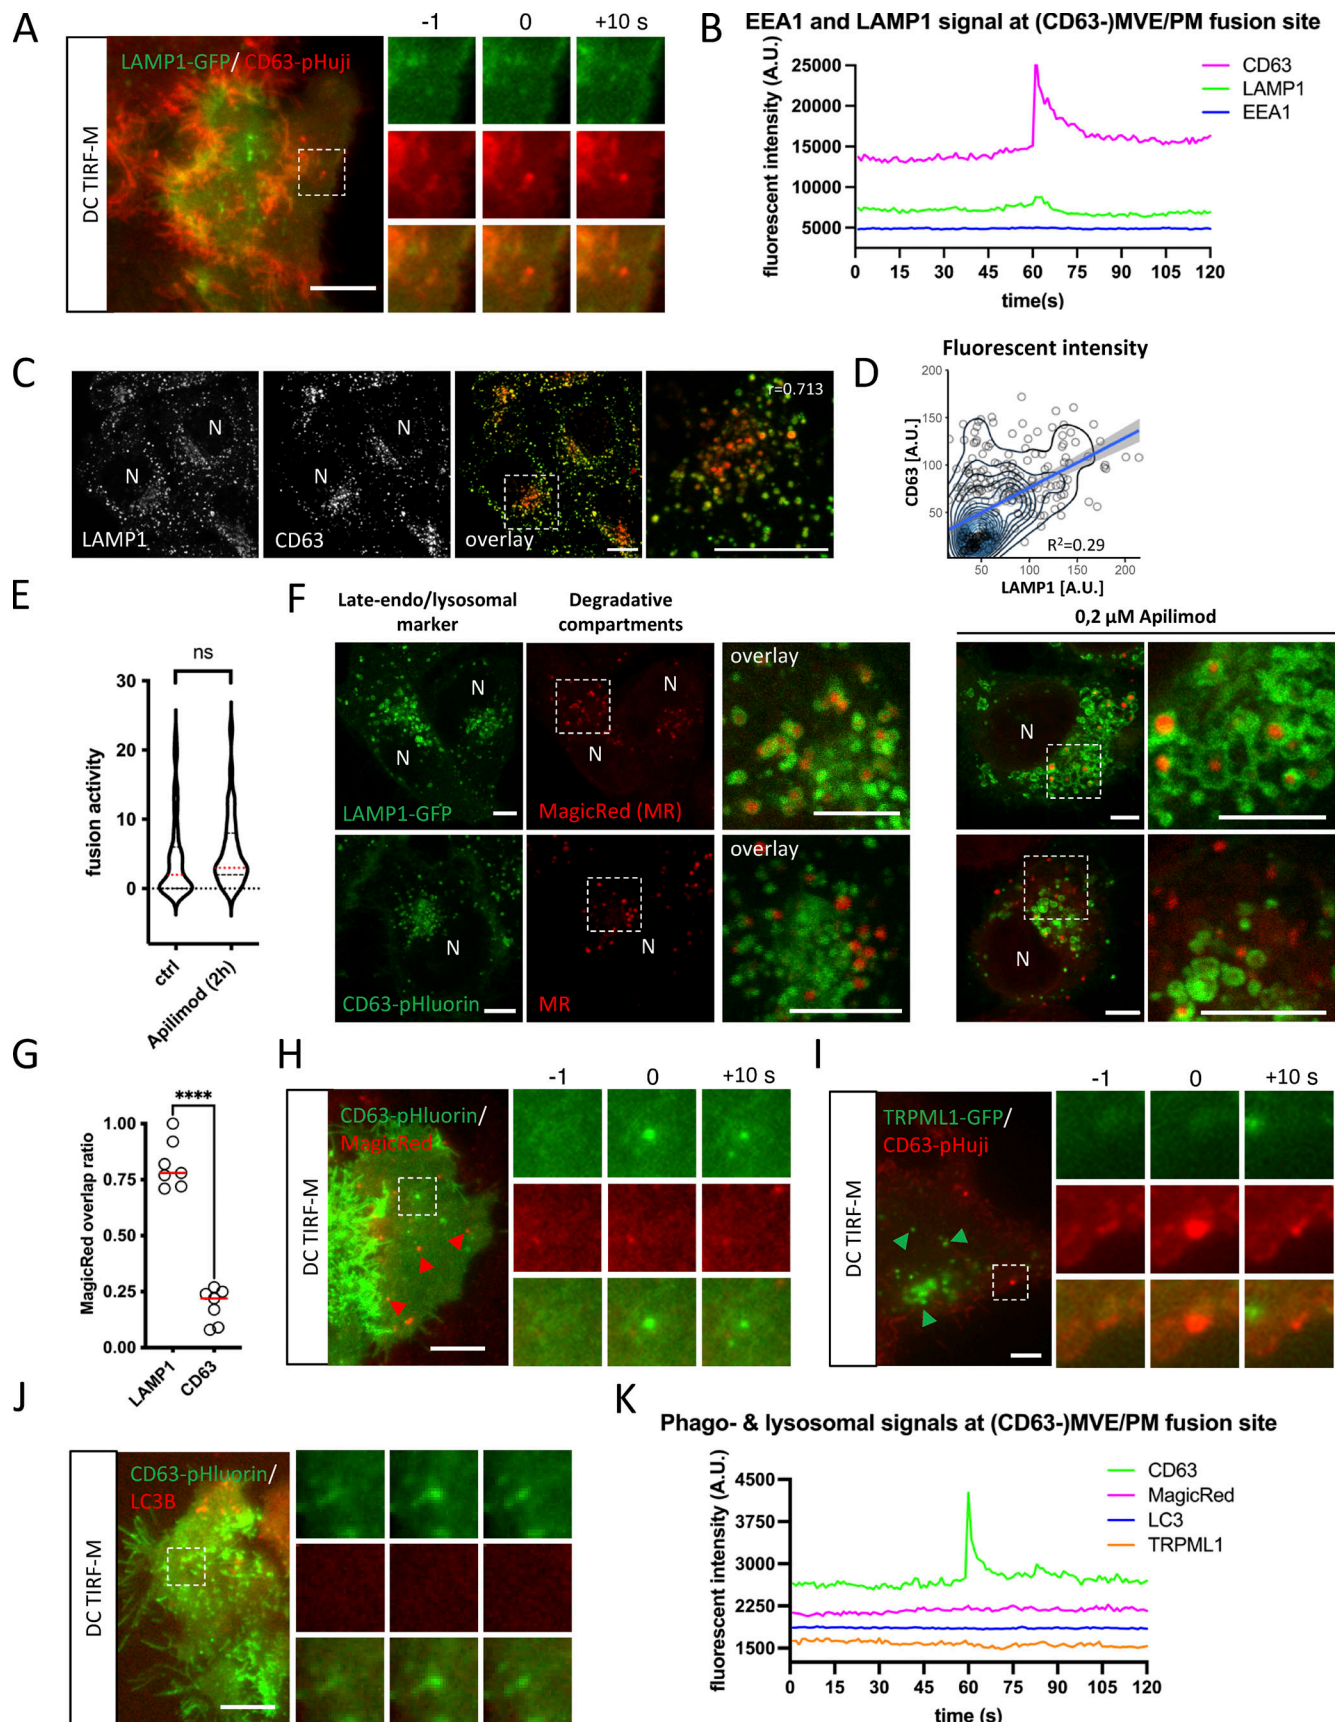 A
DC TIRF-M
LAMP1-GFP/ CD63-pHuji
-1 0 +10 s
B
EEA1 and LAMP1 signal at (CD63-)MVE/PM fusion site
fluorescent intensity (A.U.)
25000
20000
15000
10000
5000
0 15 30 45 60 75 90 105 120
time(s)
CD63
LAMP1
EEA1
C
N
N
LAMP1
N
N
CD63
overlay
r=0.713
D
Fluorescent intensity
CD63 [A.U.]
200
150
100
50
R²=0.29
50 100 150 200
LAMP1 [A.U.]
E
ns
fusion activity
30
20
10
0
ctrl
Apilimod (2h)
F
Late-endo/lysosomal
marker
Degradative
compartments
0,2 µM Apilimod
N
N
LAMP1-GFP
N
N
MagicRed (MR)
overlay
N
N
CD63-pHluorin
N
MR
overlay
N
G
****
MagicRed overlap ratio
1.00
0.75
0.50
0.25
0.00
LAMP1
CD63
H
DC TIRF-M
CD63-pHluorin/
MagicRed
-1 0 +10 s
I
DC TIRF-M
TRPML1-GFP/
CD63-pHuji
-1 0 +10 s
J
DC TIRF-M
CD63-pHluorin/
LC3B
K
Phago- & lysosomal signals at (CD63-)MVE/PM fusion site
fluorescent intensity (A.U.)
4500
3750
3000
2250
1500
0 15 30 45 60 75 90 105 120
time (s)
CD63
MagicRed
LC3
TRPML1